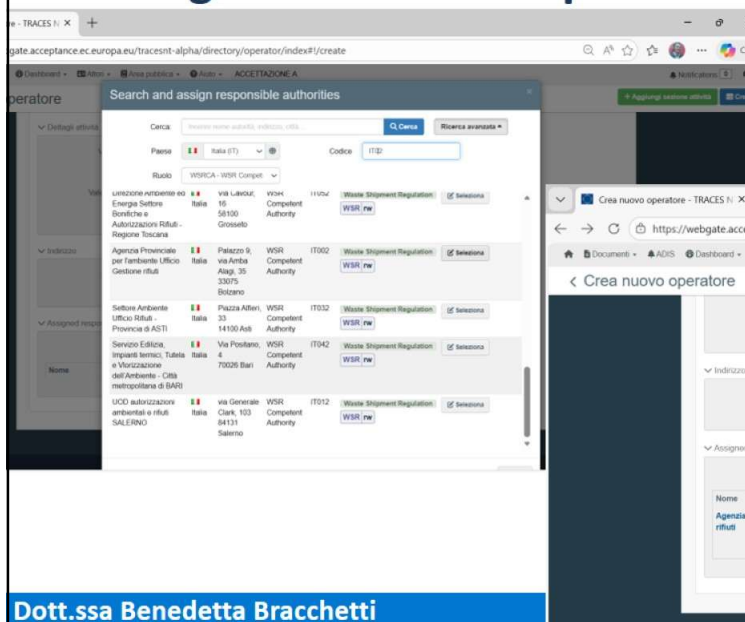 re - TRACES N
gate.acceptance.ec.europa.eu/tracesnt-alpha/directory/operator/index#!/create
Dashboard
Attori
Area pubblica
Aiuto
ACCETTAZIONE A
Notifications 0
eratore
Search and assign responsible authorities
Aggiungi sezione attività
Dettagli attività
Cerca:
Cerca
Ricerca avanzata
Paese
Italia (IT)
Codice
Ruolo
WSRCA - WSR Compet
Direzione Ambiente ed
Energia Settore
Bonifiche e
Autorizzazioni Rifiuti -
Regione Toscana
Italia
Via Cavour,
16
58100
Grosseto
WSR
Competent
Authority
IT052
Waste Shipment Regulation
WSR rw
Seleziona
Agenzia Provinciale
per l'ambiente Ufficio
Gestione rifiuti
Italia
Palazzo 9,
via Amba
Alagi, 35
33075
Bolzano
WSR
Competent
Authority
IT002
Waste Shipment Regulation
WSR rw
Seleziona
Settore Ambiente
Ufficio Rifiuti -
Provincia di ASTI
Italia
Piazza Alfieri,
33
14100 Asti
WSR
Competent
Authority
IT032
Waste Shipment Regulation
WSR rw
Seleziona
Servizio Edilizia,
Impianti termici, Tutela
e Vlorizzazione
dell'Ambiente - Città
metropolitana di BARI
Italia
Via Positano,
4
70026 Bari
WSR
Competent
Authority
IT042
Waste Shipment Regulation
WSR rw
Seleziona
UOD autorizzazioni
ambientali e rifiuti
SALERNO
Italia
via Generale
Clark, 103
84131
Salerno
WSR
Competent
Authority
IT012
Waste Shipment Regulation
WSR rw
Seleziona
Indirizzo
Assigned respo
Nome
Crea nuovo operatore - TRACES N
https://webgate.acce
Documenti
ADIS
Dashboard
Crea nuovo operatore
Indirizzo
Assigned
Nome
Agenzia
rifiuti
Dott.ssa Benedetta Bracchetti